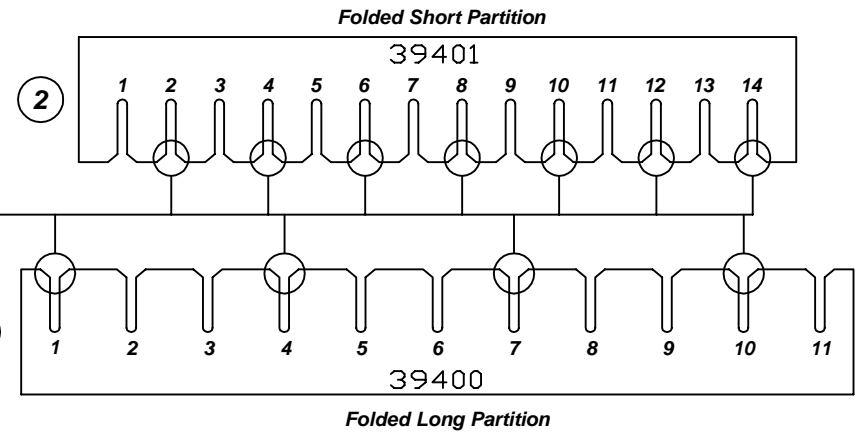 Folded Short Partition
39401
2
1 2 3 4 5 6 7 8 9 10 11 12 13 14
1 2 3 4 5 6 7 8 9 10 11
39400
Folded Long Partition